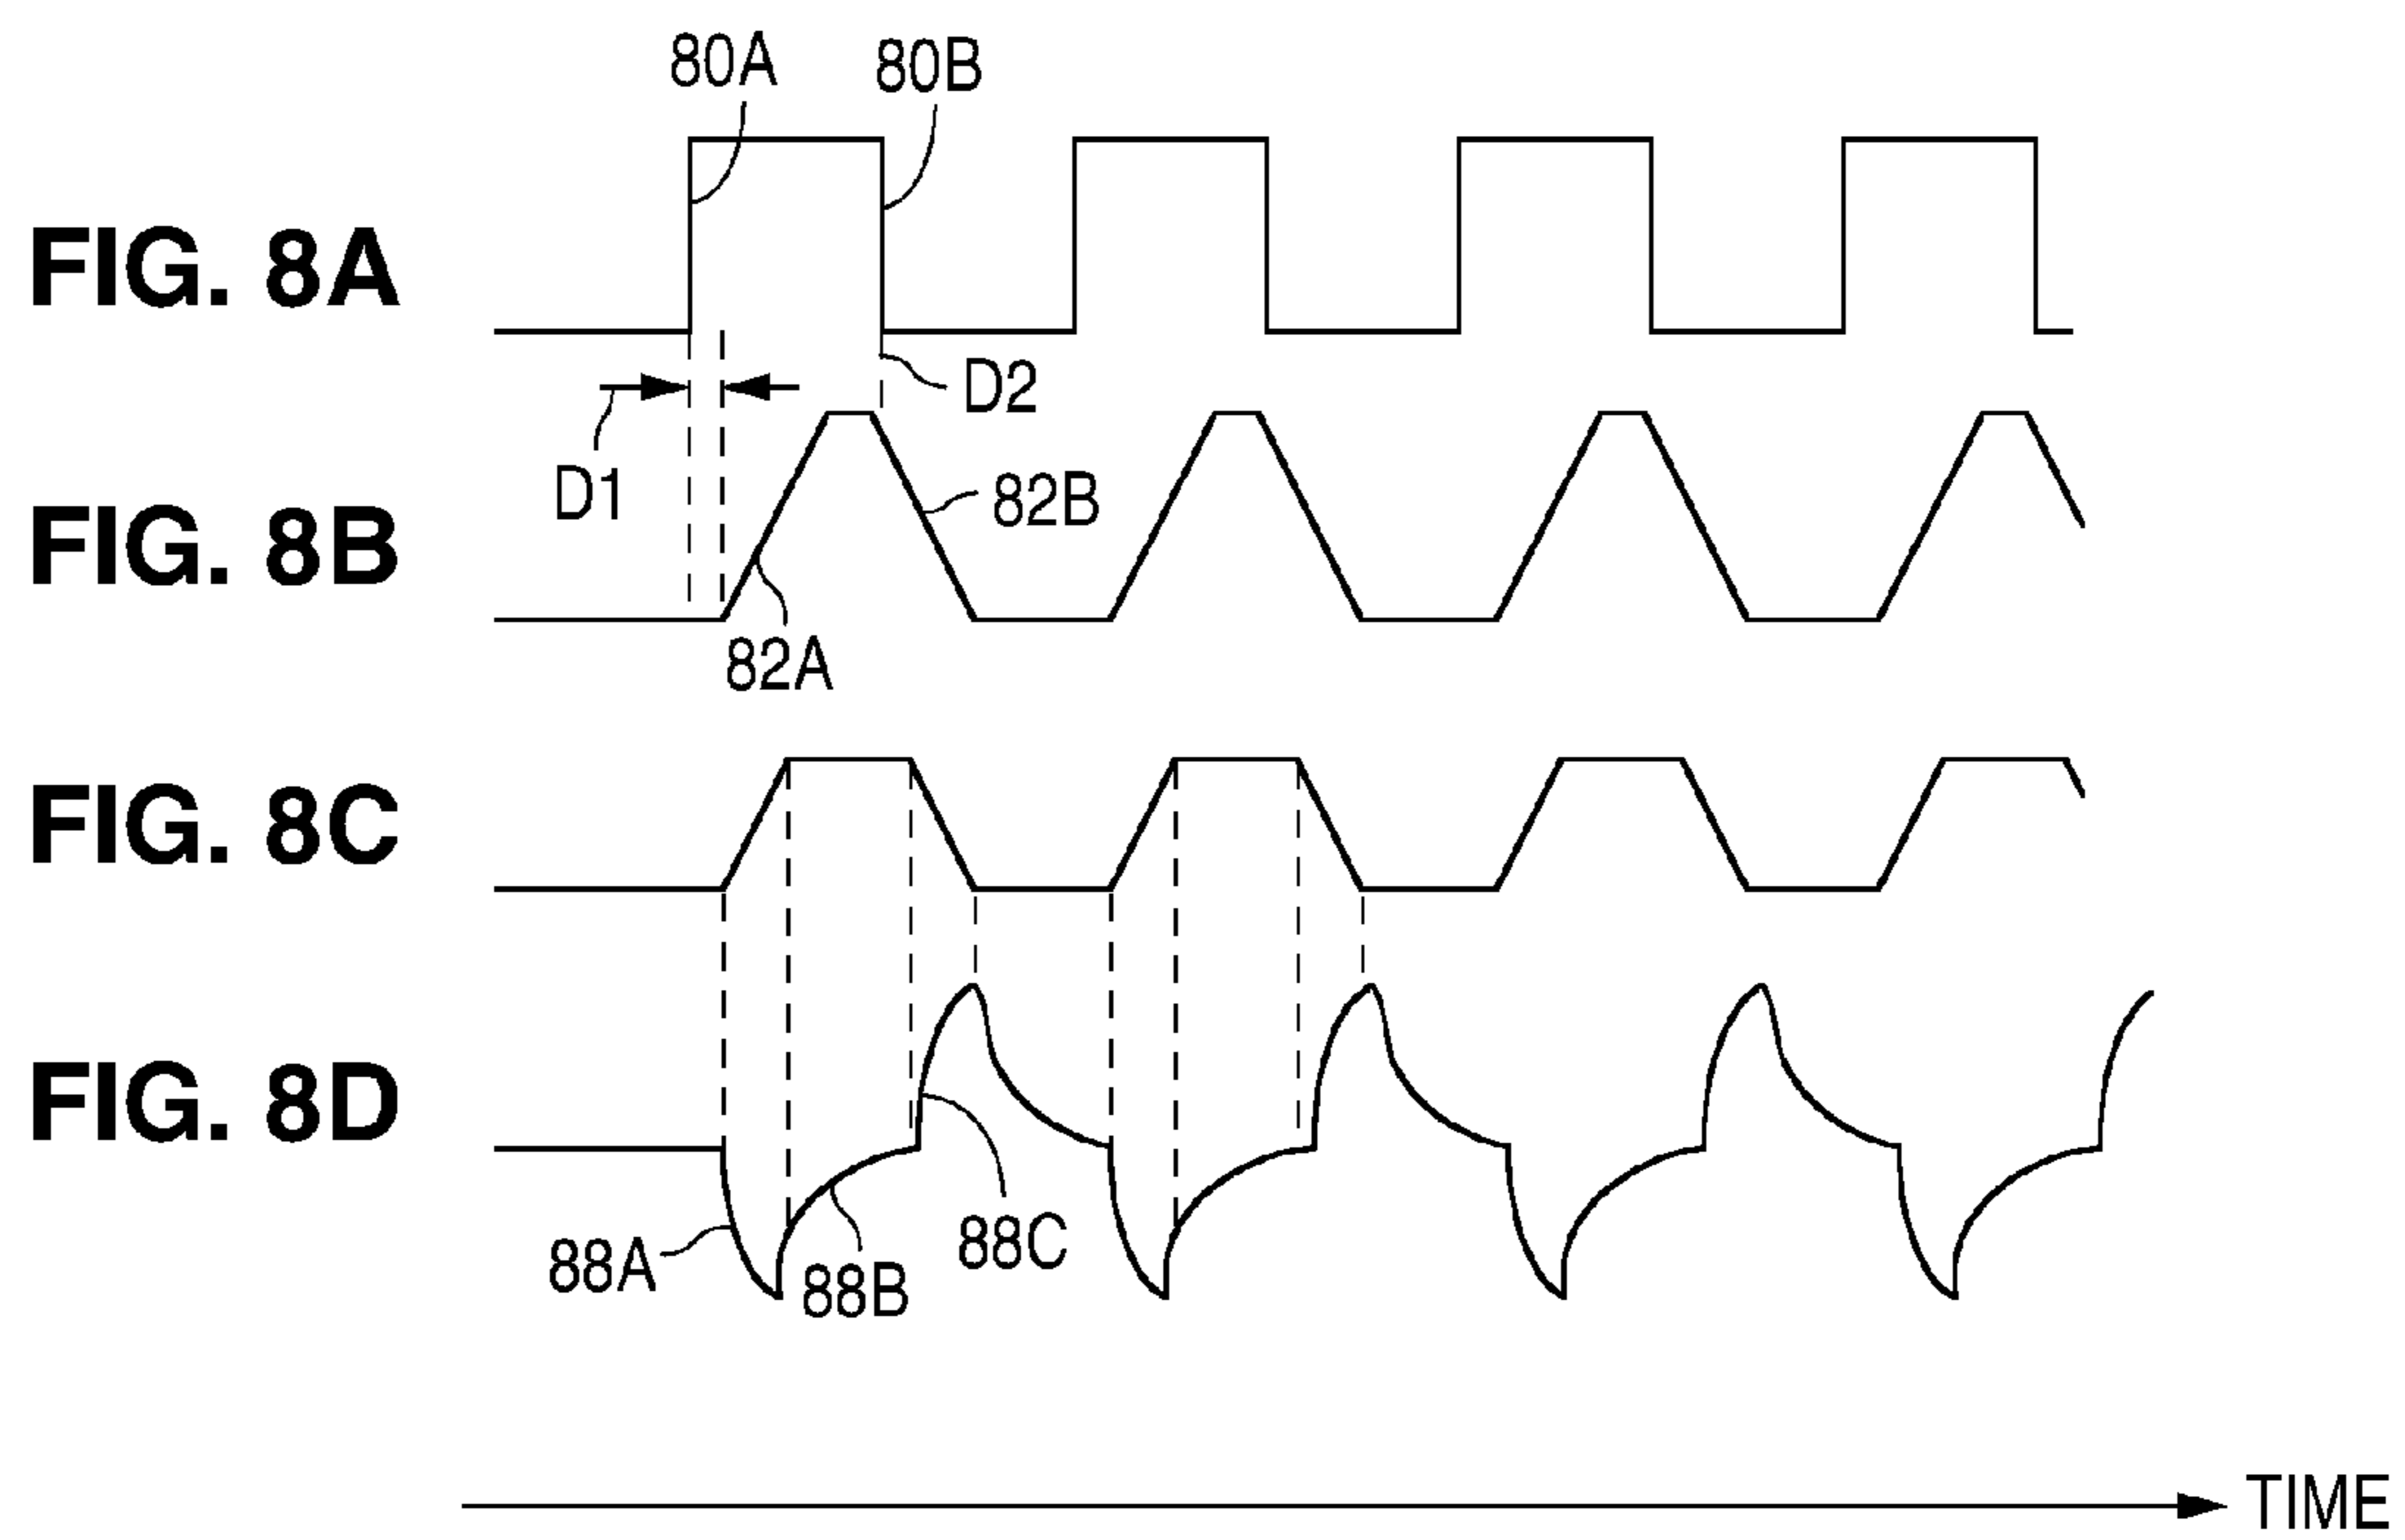 80A
80B
FIG. 8A
D2
D1
82B
FIG. 8B
82A
FIG. 8C
FIG. 8D
88A
88B
88C
TIME